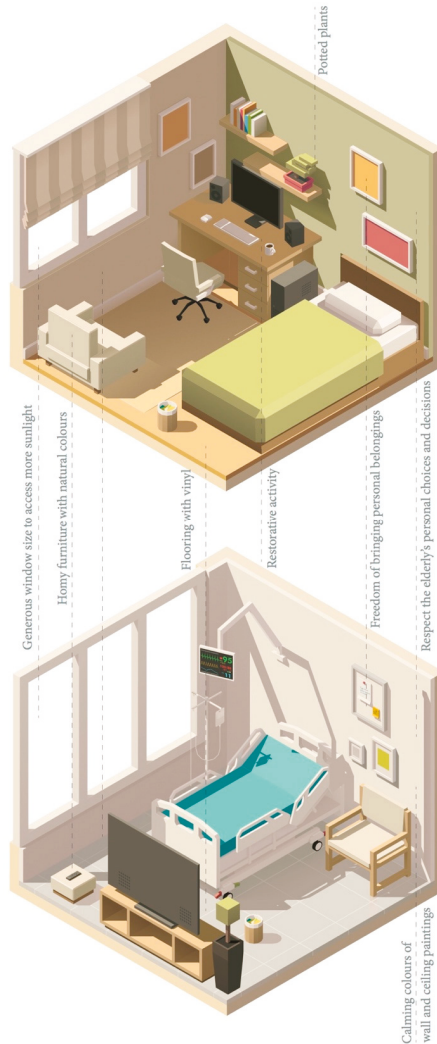 Generous window size to access more sunlight
Homy furniture with natural colours
Flooring with vinyl
Restorative activity
Potted plants
Freedom of bringing personal belongings
Respect the elderly's personal choices and decisions
Calming colours of
wall and ceiling paintings
95